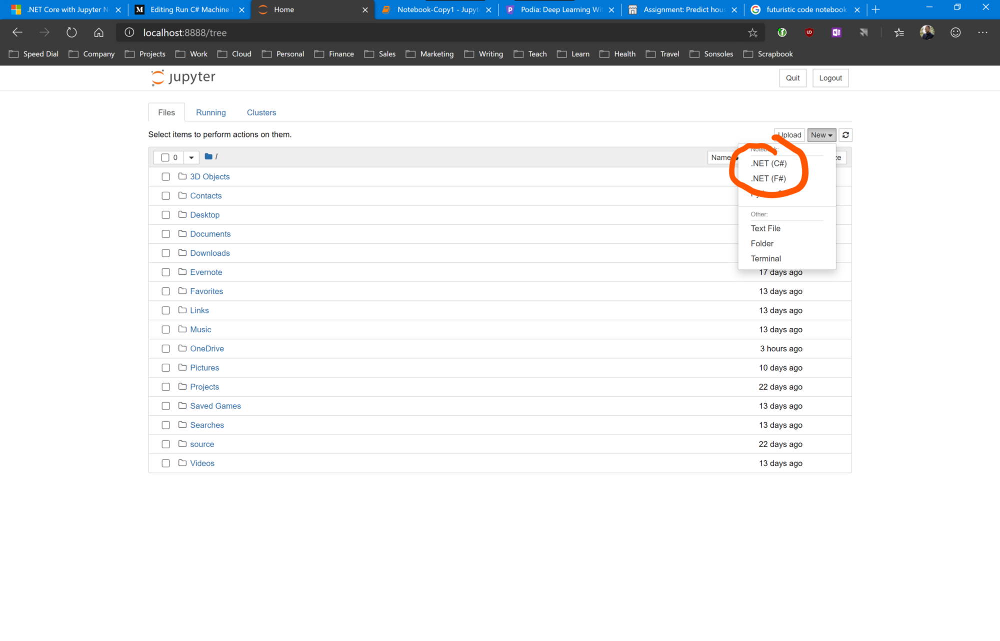 .NET Core with Jupyter N
Editing Run C# Machine
Home
Notebook-Copy1 - Jupyt
Podia: Deep Learning Wi
Assignment: Predict hou
futuristic code notebook
localhost:8888/tree
Speed Dial Company Projects Work Cloud Personal Finance Sales Marketing Writing Teach Learn Health Travel Sonsoles Scrapbook
jupyter
Quit Logout
Files Running Clusters
Select items to perform actions on them.
Upload New
0 /
Name
Notebook:
.NET (C#)
.NET (F#)
Other:
Text File
Folder
Terminal
3D Objects
Contacts
Desktop
Documents
Downloads
Evernote 17 days ago
Favorites 13 days ago
Links 13 days ago
Music 13 days ago
OneDrive 3 hours ago
Pictures 10 days ago
Projects 22 days ago
Saved Games 13 days ago
Searches 13 days ago
source 22 days ago
Videos 13 days ago